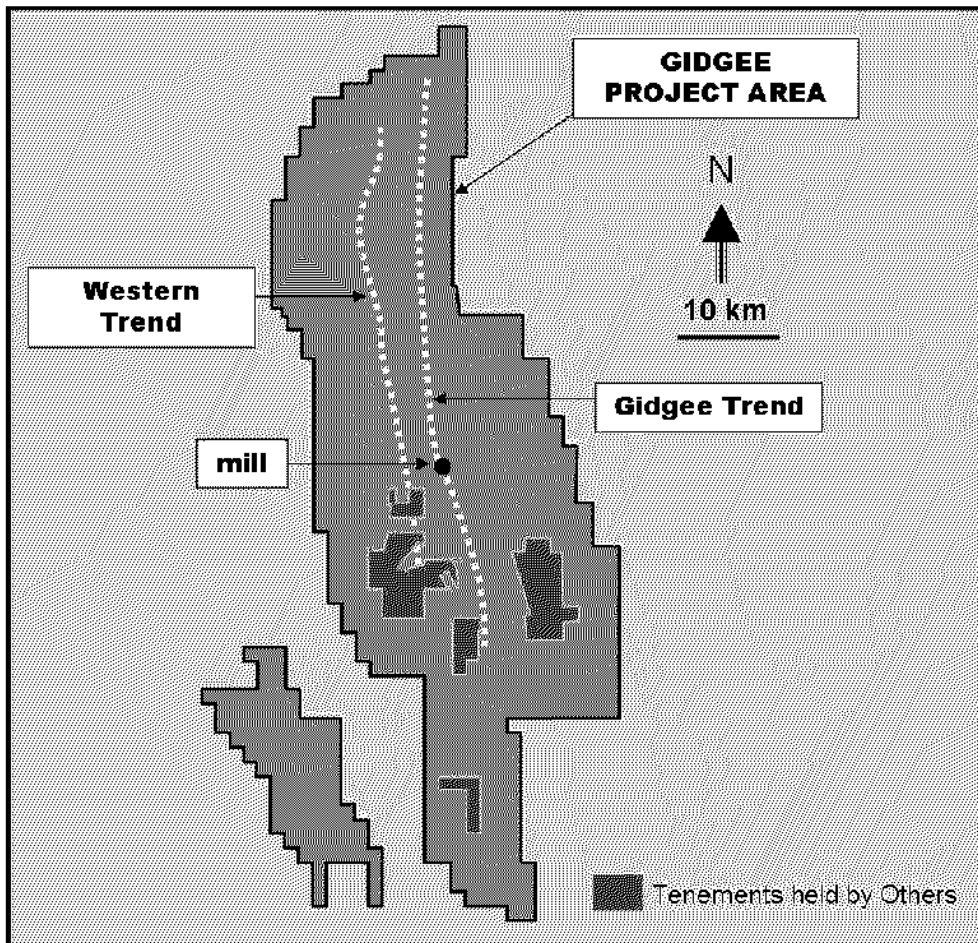 GIDGEE
PROJECT AREA
N
10 km
Western
Trend
Gidgee Trend
mill
Tenements held by Others